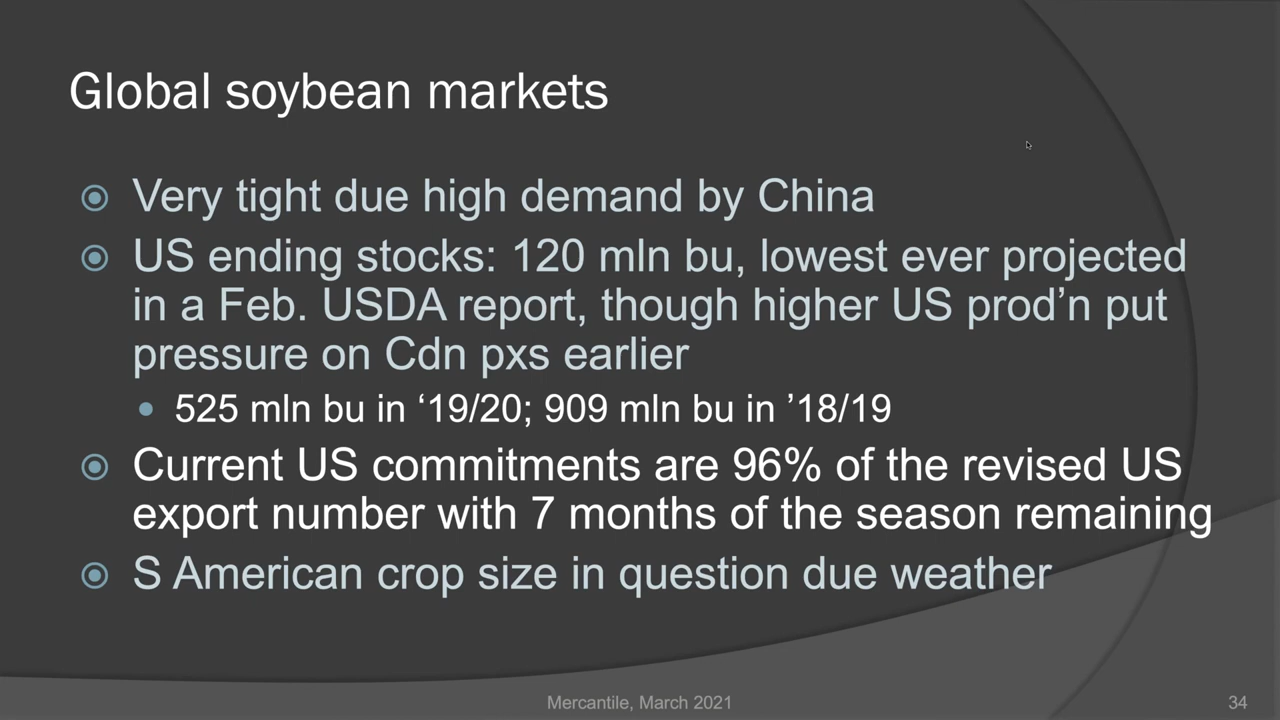 Global soybean markets
Very tight due high demand by China
US ending stocks: 120 mln bu, lowest ever projected
in a Feb. USDA report, though higher US prod’n put
pressure on Cdn pxs earlier
525 mln bu in ‘19/20; 909 mln bu in ’18/19
Current US commitments are 96% of the revised US
export number with 7 months of the season remaining
S American crop size in question due weather
Mercantile, March 2021
34